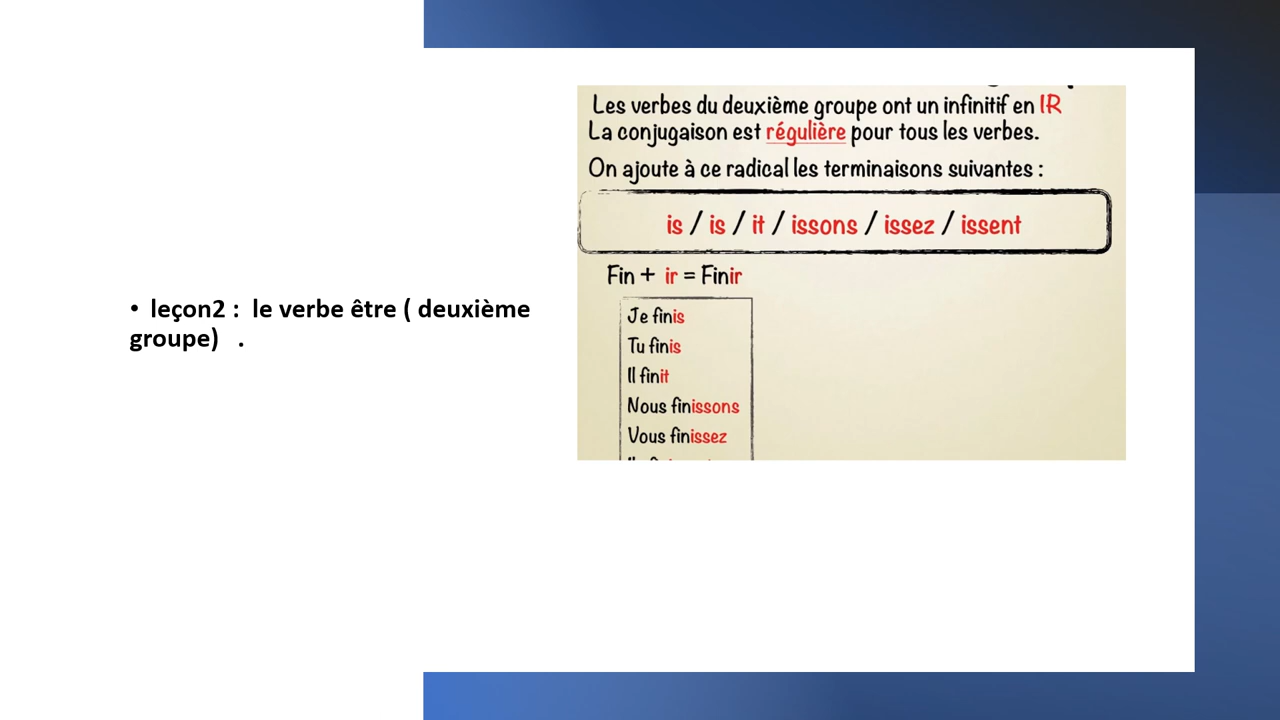 • leçon2 :  le verbe être ( deuxième
groupe)   .
Les verbes du deuxième groupe ont un infinitif en IR
La conjugaison est régulière pour tous les verbes.
On ajoute à ce radical les terminaisons suivantes :
is / is / it / issons / issez / issent
Fin + ir = Finir
Je finis
Tu finis
Il finit
Nous finissons
Vous finissez